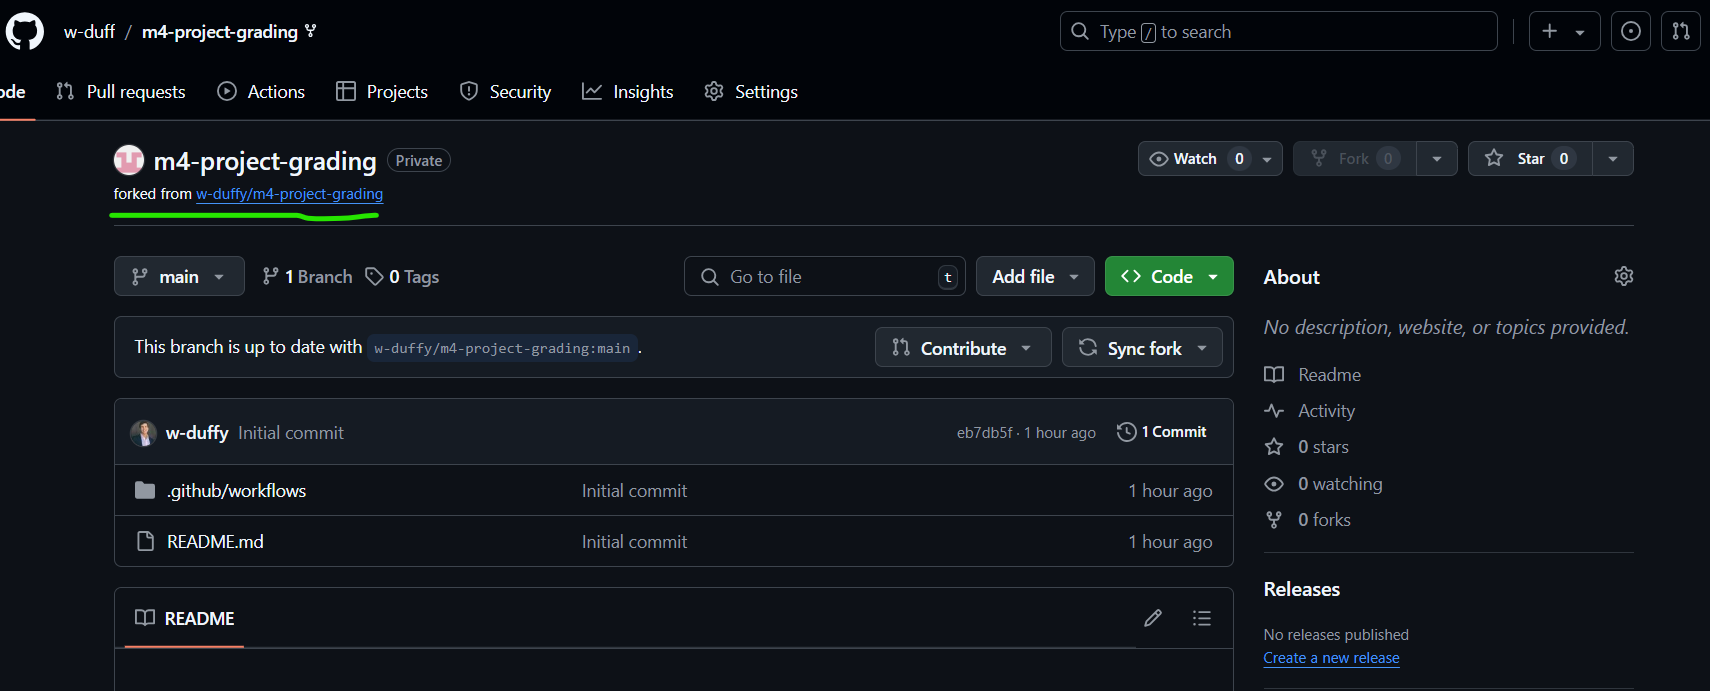 w-duff / m4-project-grading
Type / to search
ode Pull requests Actions Projects Security Insights Settings
m4-project-grading Private
Watch 0 Fork 0 Star 0
forked from w-duffy/m4-project-grading
main 1 Branch 0 Tags
Go to file t
Add file
Code
About
No description, website, or topics provided.
This branch is up to date with w-duffy/m4-project-grading:main .
Contribute
Sync fork
w-duffy Initial commit eb7db5f · 1 hour ago 1 Commit
.github/workflows Initial commit 1 hour ago
README.md Initial commit 1 hour ago
README
Readme
Activity
0 stars
0 watching
0 forks
Releases
No releases published
Create a new release